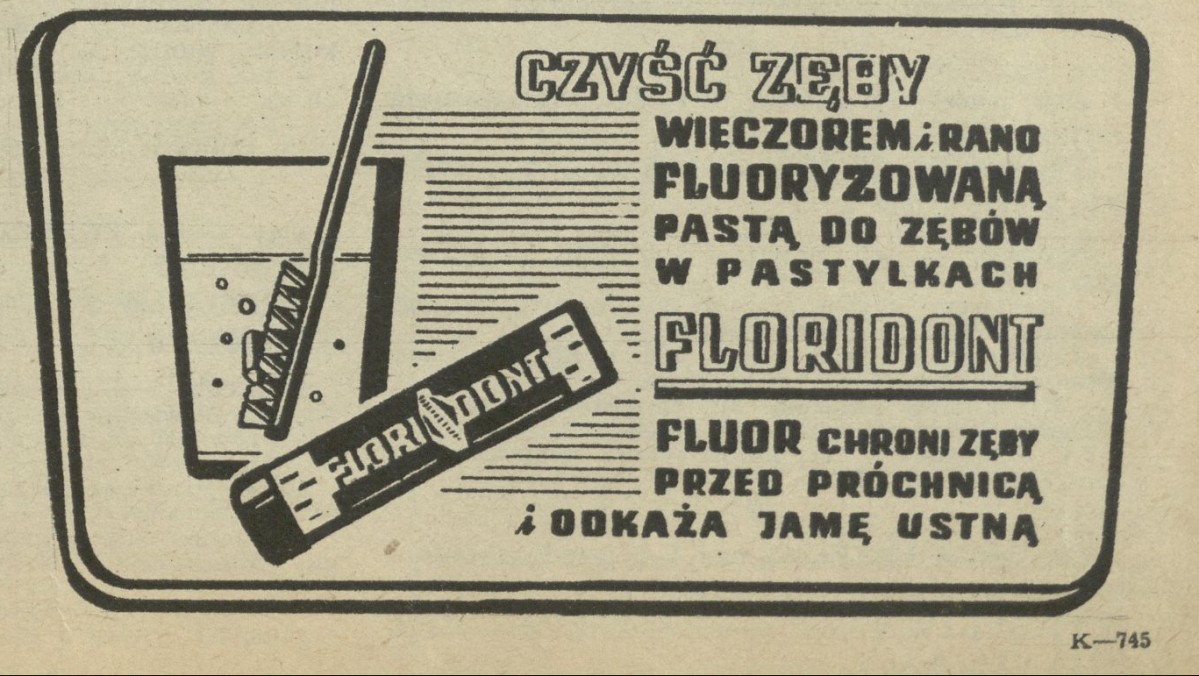 CZYŚĆ ZĘBY
WIECZOREM i RANO
FLUORYZOWANĄ
PASTĄ DO ZĘBÓW
W PASTYLKACH
FLORIDONT
FLORIDONT
FLUOR CHRONI ZĘBY
PRZED PRÓCHNICĄ
i ODKAŻA JAMĘ USTNĄ
K—745